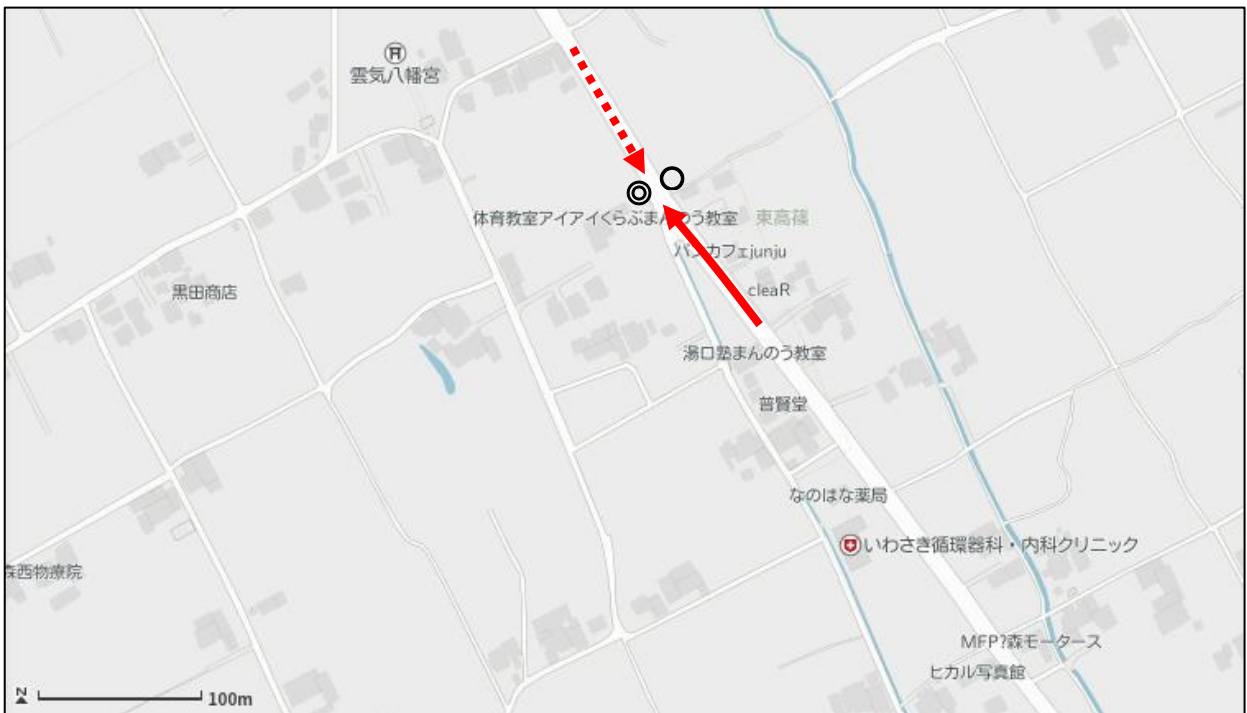 雲気八幡宮
体育教室アイアイくらぶまんのう教室
東高篠
パンカフェjunju
黒田商店
cleaR
湯口塾まんのう教室
普賢堂
なのはな薬局
いわさき循環器科・内科クリニック
森西物療院
MFP?森モータース
ヒカル写真館
N
100m